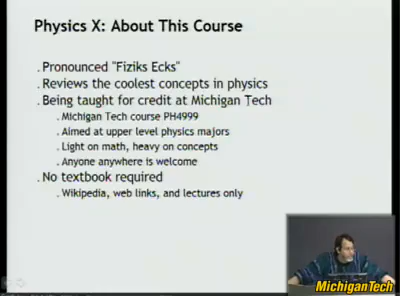 Physics X: About This Course
. Pronounced "Fiziks Ecks"
. Reviews the coolest concepts in physics
. Being taught for credit at Michigan Tech
. Michigan Tech course PH4999
. Aimed at upper level physics majors
. Light on math, heavy on concepts
. Anyone anywhere is welcome
. No textbook required
. Wikipedia, web links, and lectures only
MichiganTech